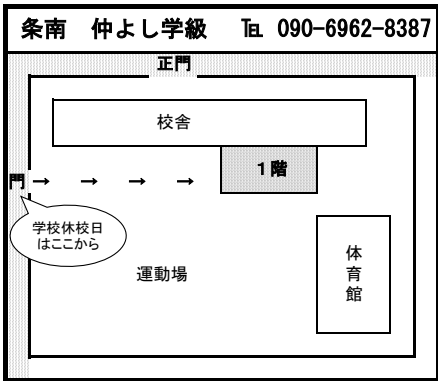 条南　仲よし学級　℡ 090-6962-8387
正門
校舎
１階
門 → → → →
学校休校日
はここから
運動場
体
育
館